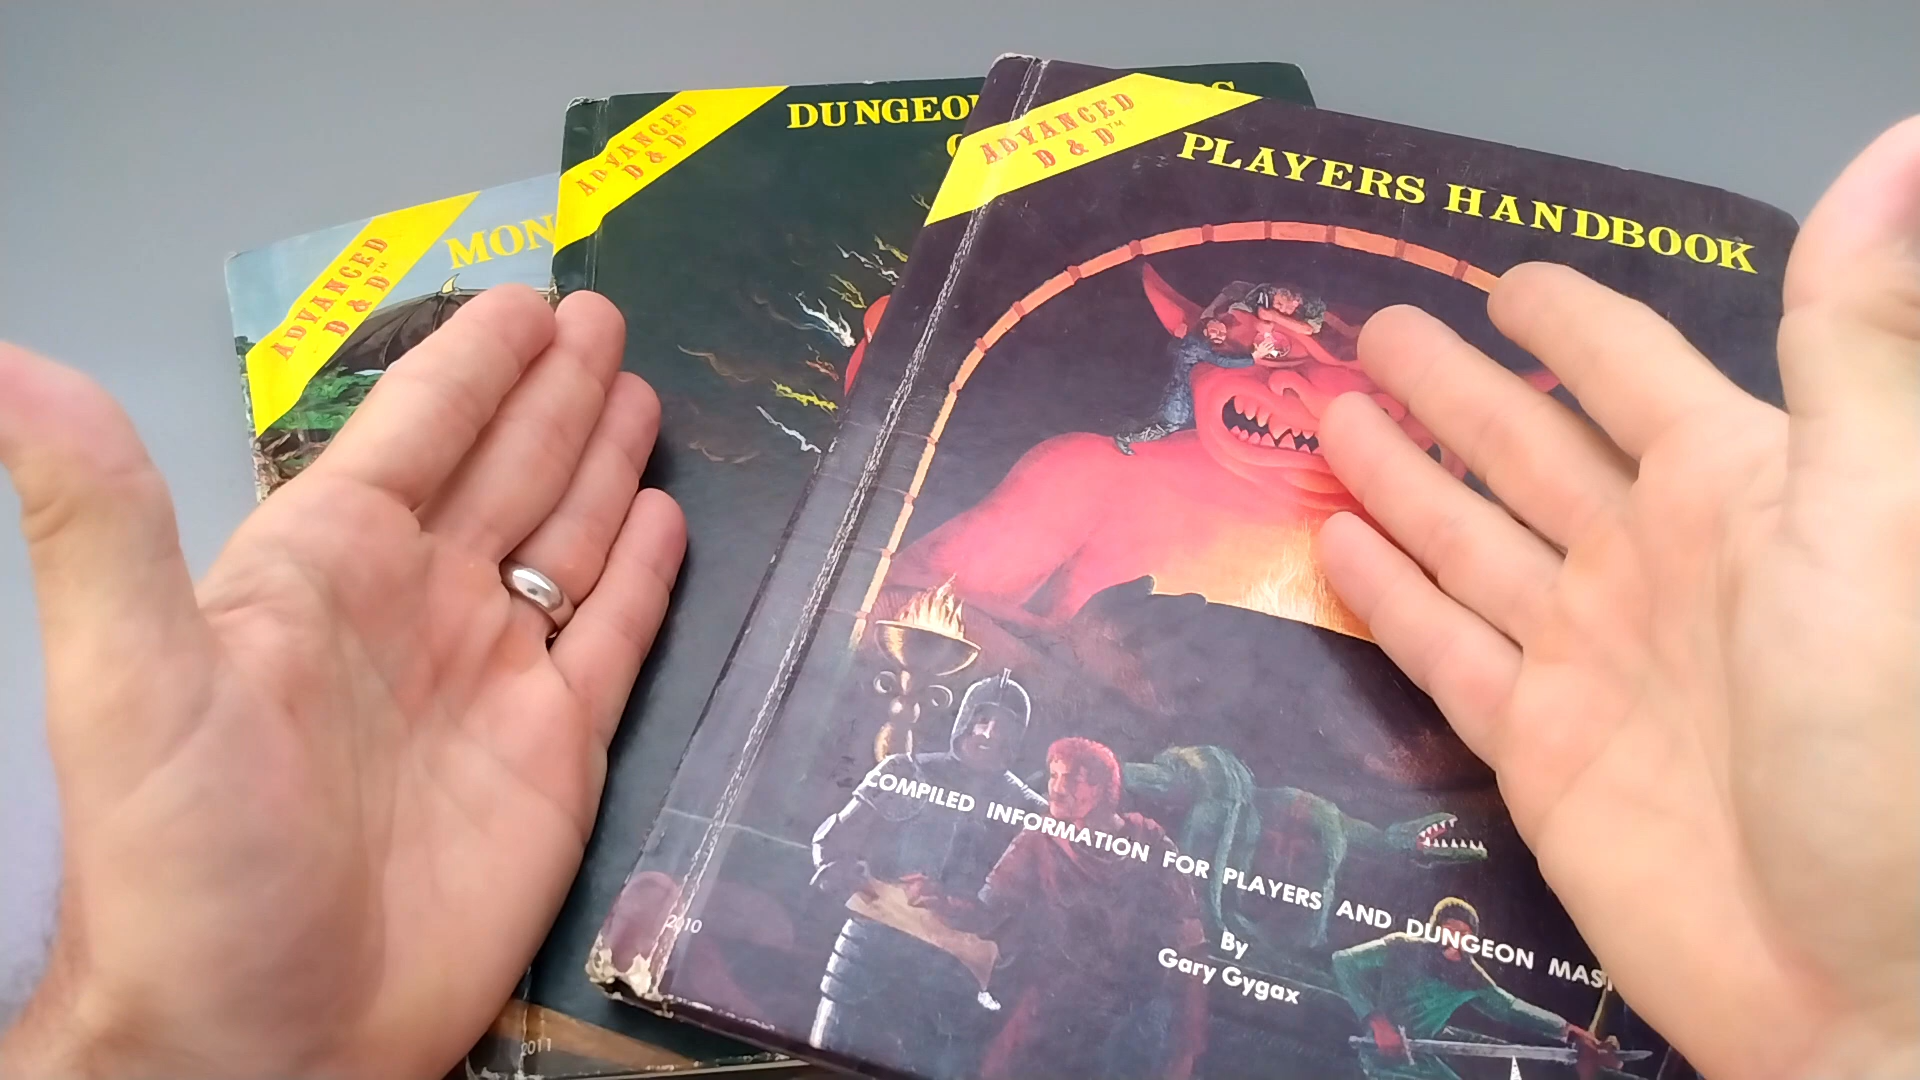 ADVANCED
D & D™
MON
ADVANCED
D & D™
DUNGEO
ADVANCED
D & D™
PLAYERS HANDBOOK
COMPILED INFORMATION FOR PLAYERS AND DUNGEON MAS
By
Gary Gygax
2010
2011